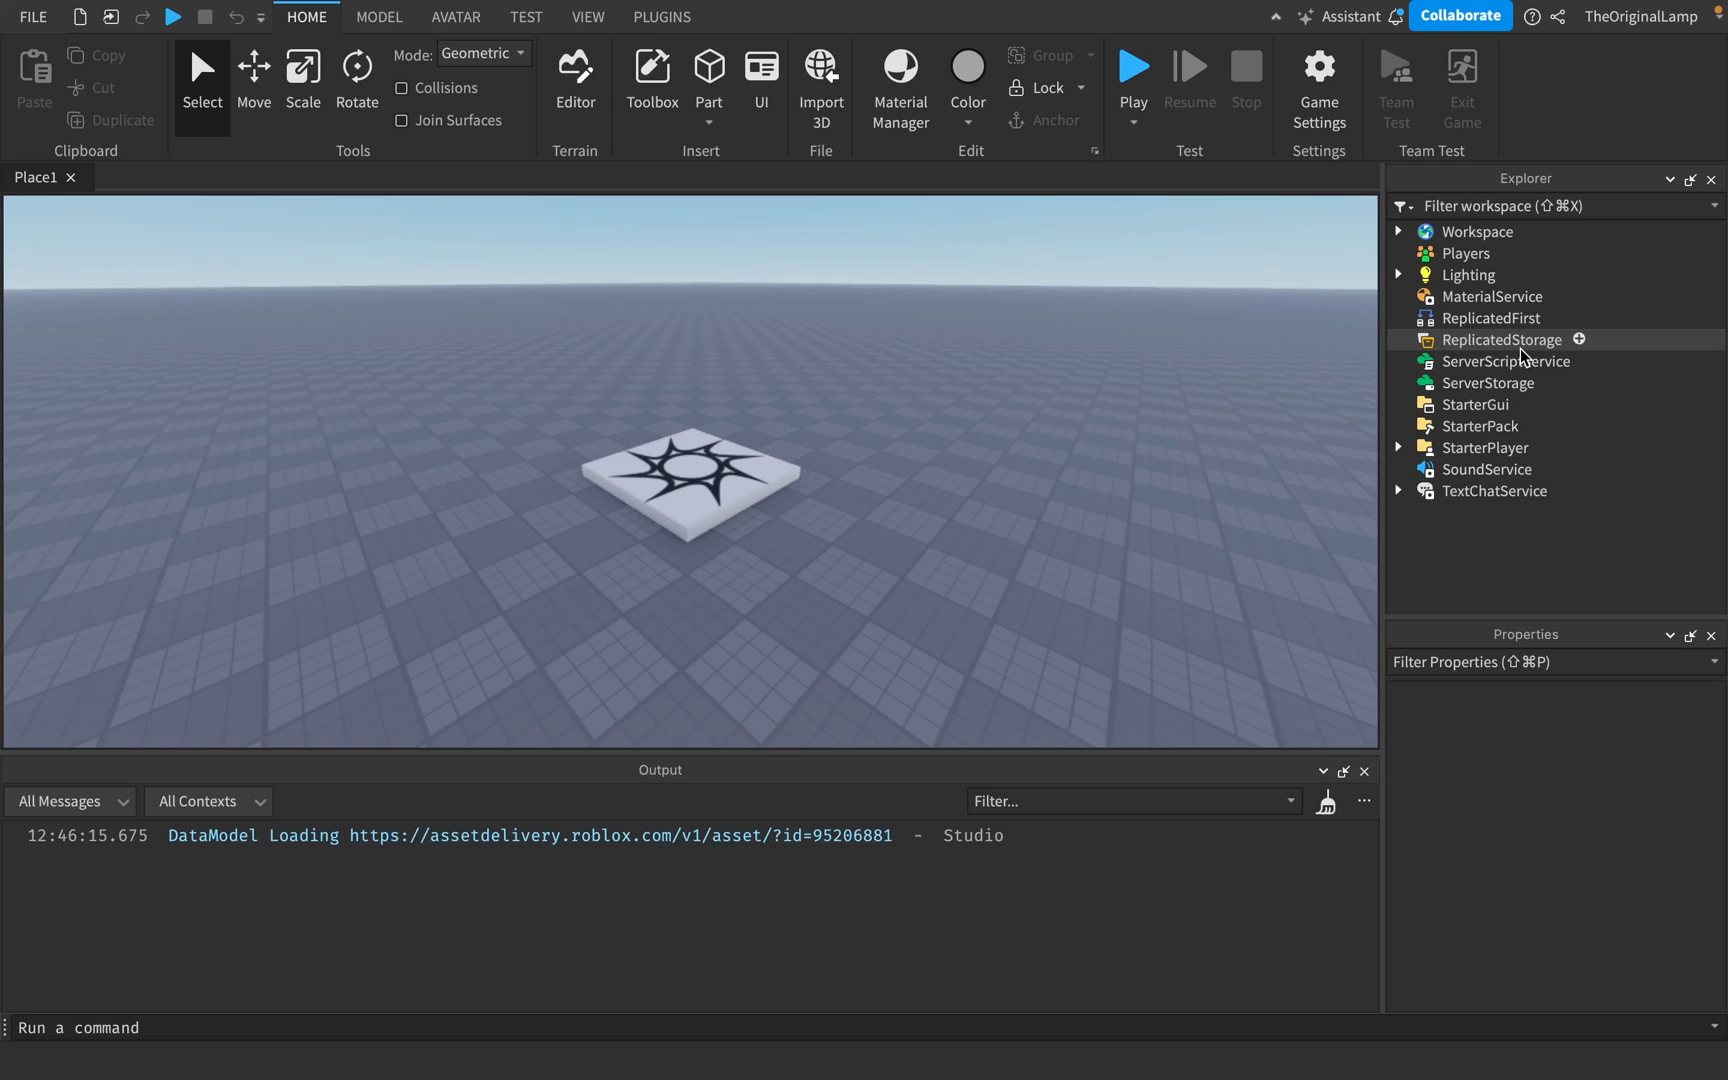 FILE HOME MODEL AVATAR TEST VIEW PLUGINS Assistant Collaborate TheOriginalLamp
Paste Copy Cut Duplicate
Clipboard
Select Move Scale Rotate
Mode: Geometric
Collisions
Join Surfaces
Tools
Editor
Terrain
Toolbox Part UI
Insert
Import
3D
File
Material
Manager
Color
Group
Lock
Anchor
Edit
Play Resume Stop
Test
Game
Settings
Settings
Team
Test
Exit
Game
Team Test
Place1
Explorer
Filter workspace (⇧⌘X)
Workspace
Players
Lighting
MaterialService
ReplicatedFirst
ReplicatedStorage
ServerScriptService
ServerStorage
StarterGui
StarterPack
StarterPlayer
SoundService
TextChatService
Properties
Filter Properties (⇧⌘P)
Output
All Messages All Contexts Filter...
12:46:15.675 DataModel Loading https://assetdelivery.roblox.com/v1/asset/?id=95206881 - Studio
Run a command